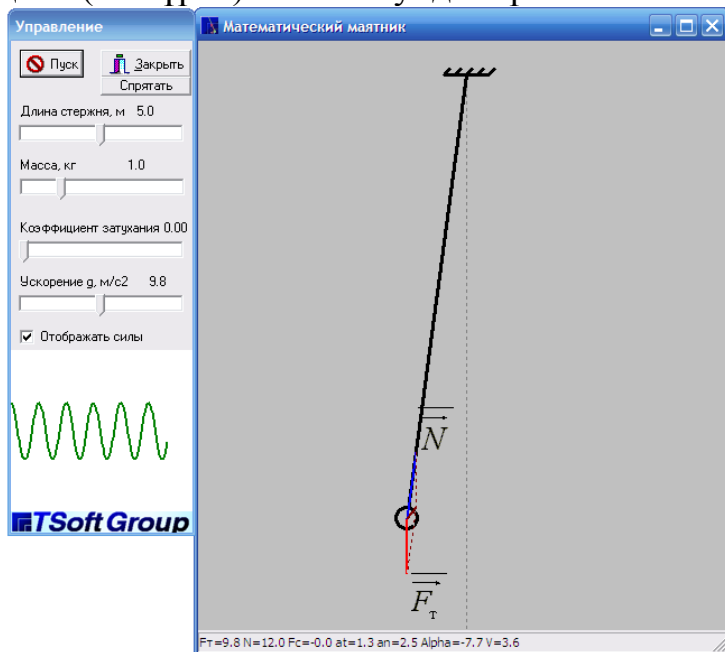 Управление
Пуск
Закрыть
Спрятать
Длина стержня, м 5.0
Масса, кг 1.0
Коэффициент затухания 0.00
Ускорение g, м/с2 9.8
Отображать силы
TSoft Group
Математический маятник
N
Fт
Fт=9.8 N=12.0 Fc=-0.0 at=1.3 an=2.5 Alpha=-7.7 V=3.6